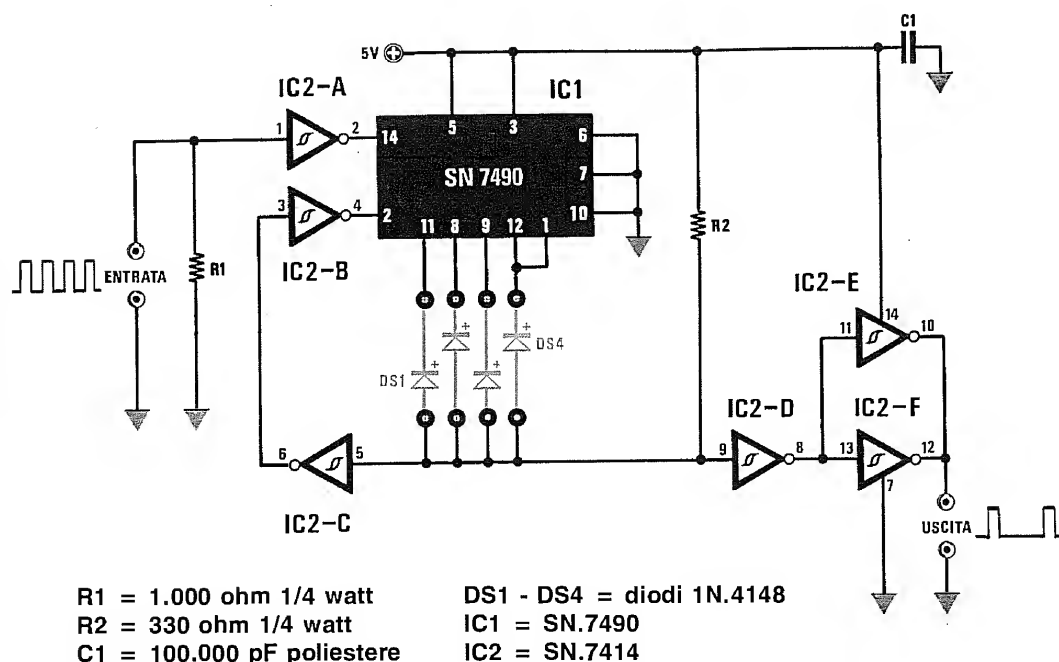 C1
5V
IC2-A
IC1
1 2 14 5 3 6
SN 7490
7
3 4 2 10
11 8 9 12 1
IC2-B
R2
ENTRATA R1
IC2-E
14
11 10
+ + DS4
DS1 + +
IC2-D IC2-F
6 5 9 8 13 12
7
IC2-C
USCITA
R1 = 1.000 ohm 1/4 watt
R2 = 330 ohm 1/4 watt
C1 = 100.000 pF poliestere
DS1 - DS4 = diodi 1N.4148
IC1 = SN.7490
IC2 = SN.7414